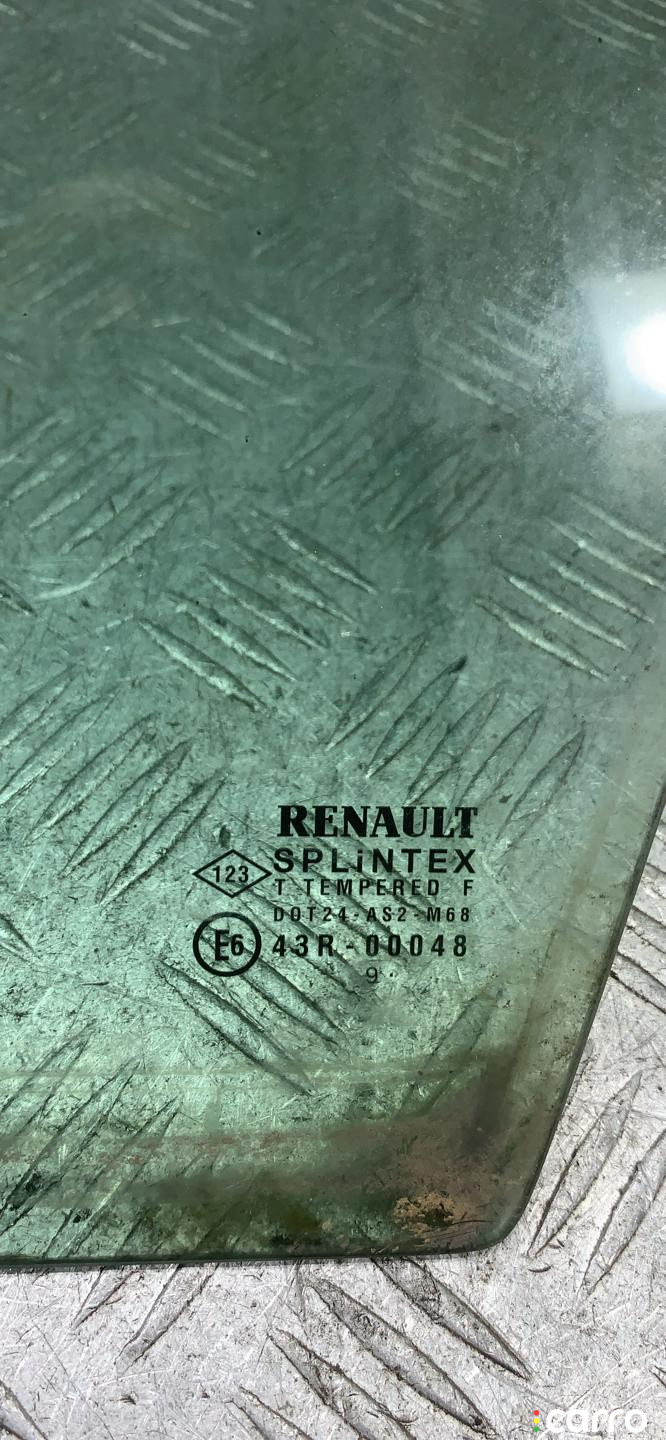 RENAULT
123 SPLiNTEX
T TEMPERED F
DOT24-AS2-M68
E6 43R-00048
9·
carro